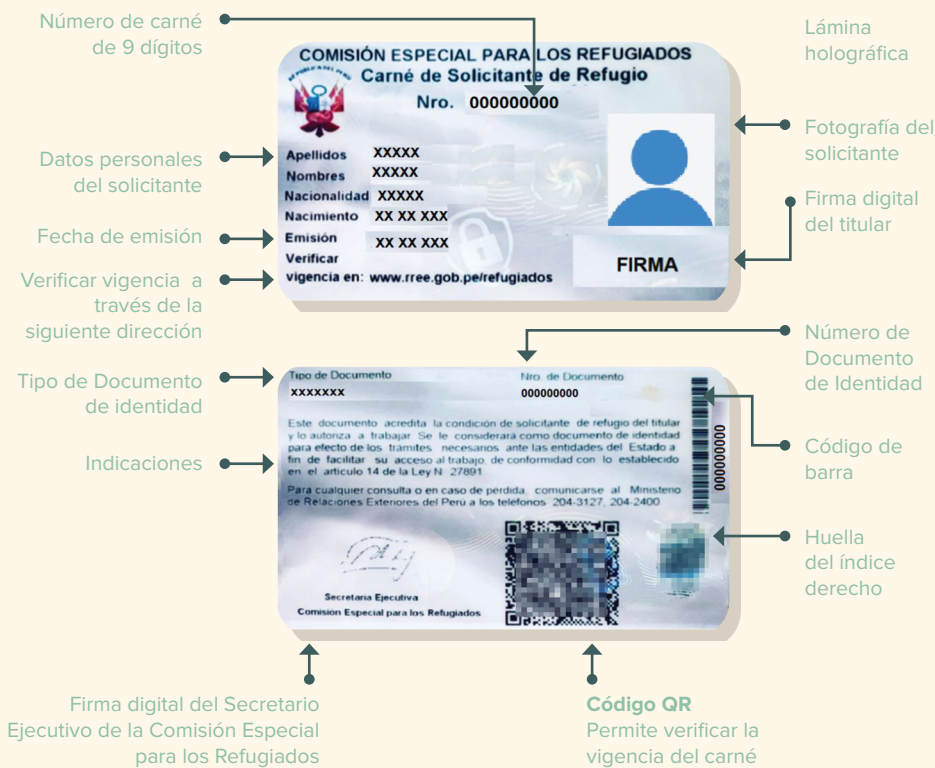 Número de carné
de 9 dígitos
Lámina
holográfica
COMISIÓN ESPECIAL PARA LOS REFUGIADOS
Carné de Solicitante de Refugio
REPUBLICA DEL PERU
Nro. 000000000
Fotografía del
solicitante
Datos personales
del solicitante
Apellidos XXXXX
Nombres XXXXX
Nacionalidad XXXXX
Nacimiento XX XX XXX
Firma digital
del titular
Fecha de emisión
Emisión XX XX XXX
Verificar
vigencia en: www.rree.gob.pe/refugiados
FIRMA
Verificar vigencia a
través de la
siguiente dirección
Número de
Documento
de Identidad
Tipo de Documento
de identidad
Tipo de Documento
XXXXXXX
Nro. de Documento
000000000
Código de
barra
000000000
Indicaciones
Este documento acredita la condición de solicitante de refugio del titular
y lo autoriza a trabajar Se le considerará como documento de identidad
para efecto de los tramites necesarios ante las entidades del Estado a
fin de facilitar su acceso al trabajo, de conformidad con lo establecido
en el articulo 14 de la Ley N 27891
Para cualquier consulta o en caso de perdida, comunicarse al Ministerio
de Relaciones Exteriores del Perú a los teléfonos 204-3127, 204-2400
Huella
del índice
derecho
Secretaria Ejecutiva
Comision Especial para los Refugiados
Firma digital del Secretario
Ejecutivo de la Comisión Especial
para los Refugiados
Código QR
Permite verificar la
vigencia del carné